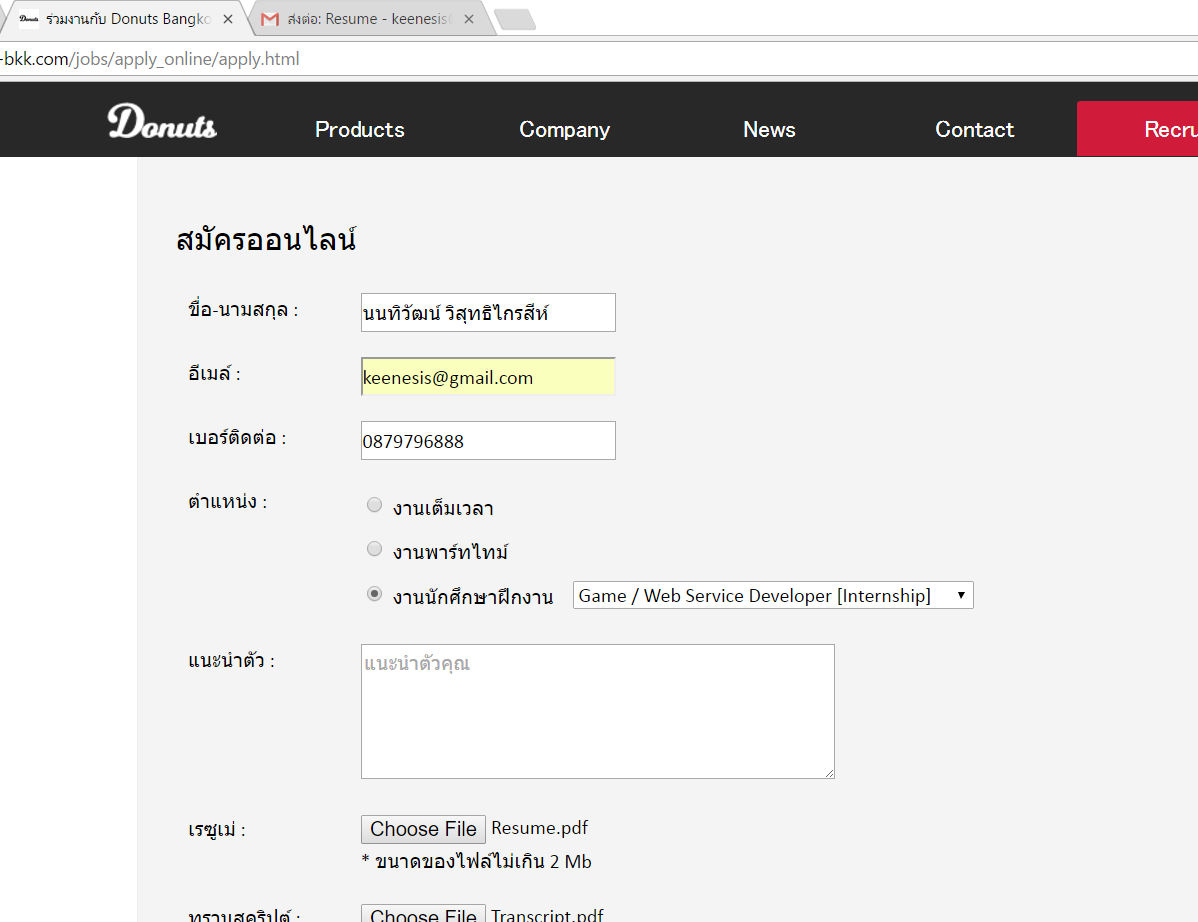 ร่วมงานกับ Donuts Bangko
ส่งต่อ: Resume - keenesis
-bkk.com/jobs/apply_online/apply.html
Donuts Products Company News Contact Recru
สมัครออนไลน์
ชื่อ-นามสกุล : นนทิวัฒน์ วิสุทธิไกรสีห์
อีเมล์ : keenesis@gmail.com
เบอร์ติดต่อ : 0879796888
ตำแหน่ง : งานเต็มเวลา
งานพาร์ทไทม์
งานนักศึกษาฝึกงาน Game / Web Service Developer [Internship]
แนะนำตัว : แนะนำตัวคุณ
เรซูเม่ : Choose File Resume.pdf
* ขนาดของไฟล์ไม่เกิน 2 Mb
ทรานสคริปต์ : Choose File Transcript.pdf